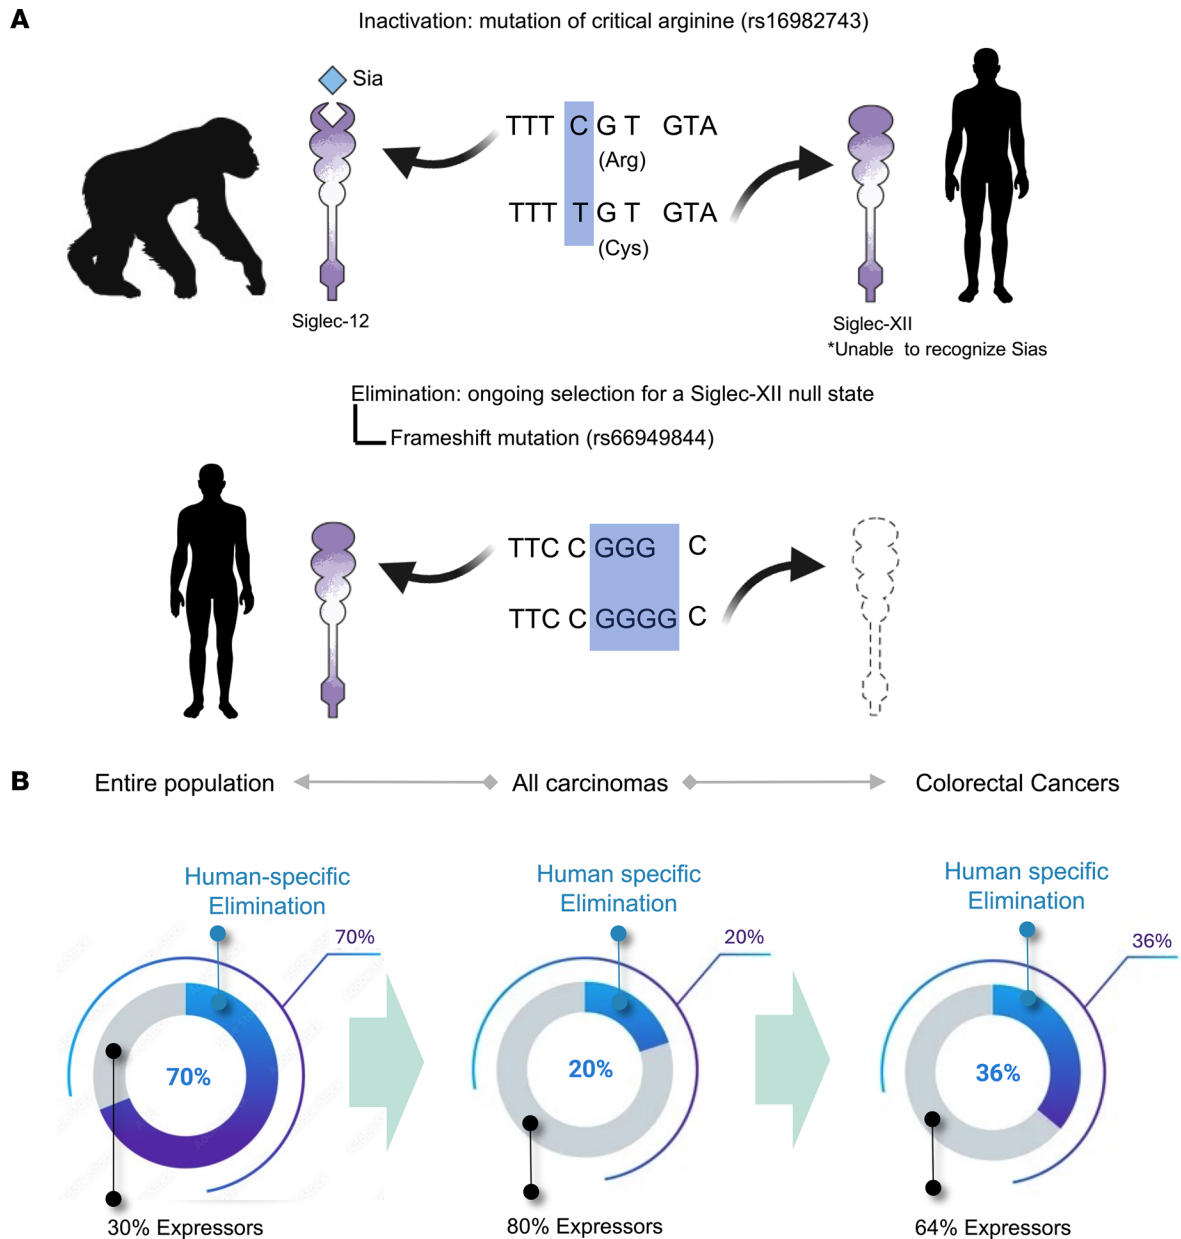 A
Inactivation: mutation of critical arginine (rs16982743)
Sia
TTT C G T GTA
(Arg)
TTT T G T GTA
(Cys)
Siglec-12
Siglec-XII
*Unable to recognize Sias
Elimination: ongoing selection for a Siglec-XII null state
Frameshift mutation (rs66949844)
TTC C GGG C
TTC C GGGG C
B
Entire population
All carcinomas
Colorectal Cancers
Human-specific
Elimination
70%
70%
30% Expressors
Human specific
Elimination
20%
20%
80% Expressors
Human specific
Elimination
36%
36%
64% Expressors